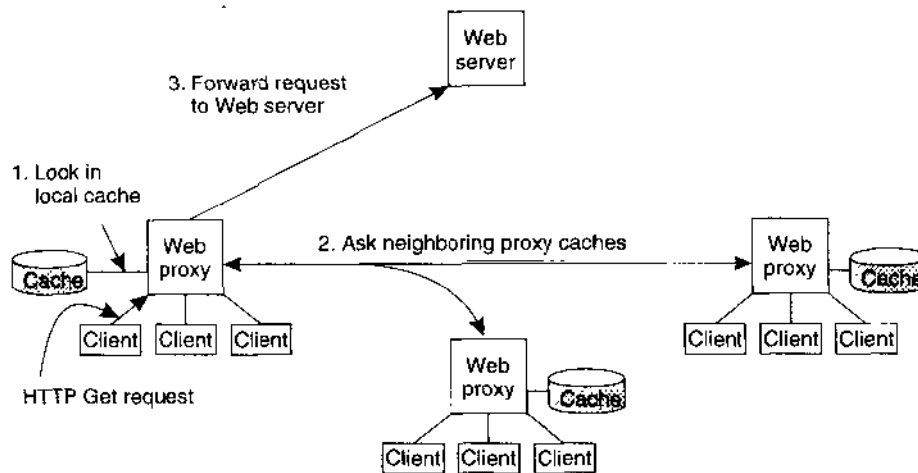 Web
server
3. Forward request
to Web server
1. Look in
local cache
Web
proxy
2. Ask neighboring proxy caches
Web
proxy
Cache
Cache
Client
Client
Client
Client
Client
Client
Web
proxy
HTTP Get request
Cache
Client
Client
Client